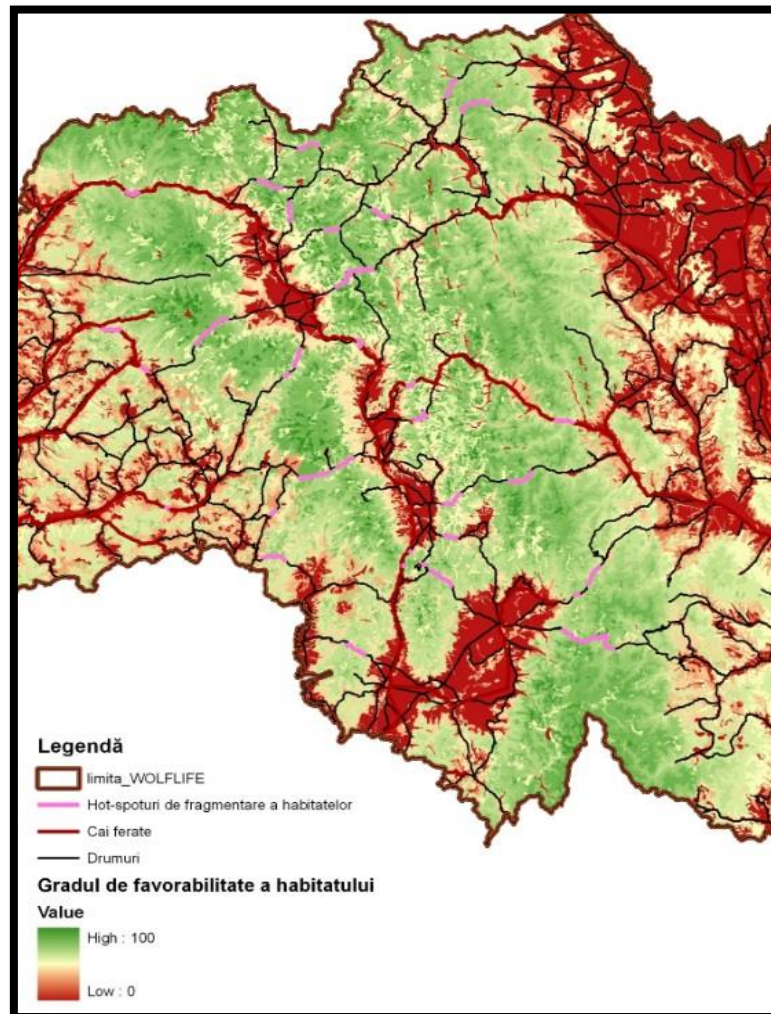 Legendă
limita_WOLFLIFE
Hot-spoturi de fragmentare a habitatelor
Cai ferate
Drumuri
Gradul de favorabilitate a habitatului
Value
High : 100
Low : 0